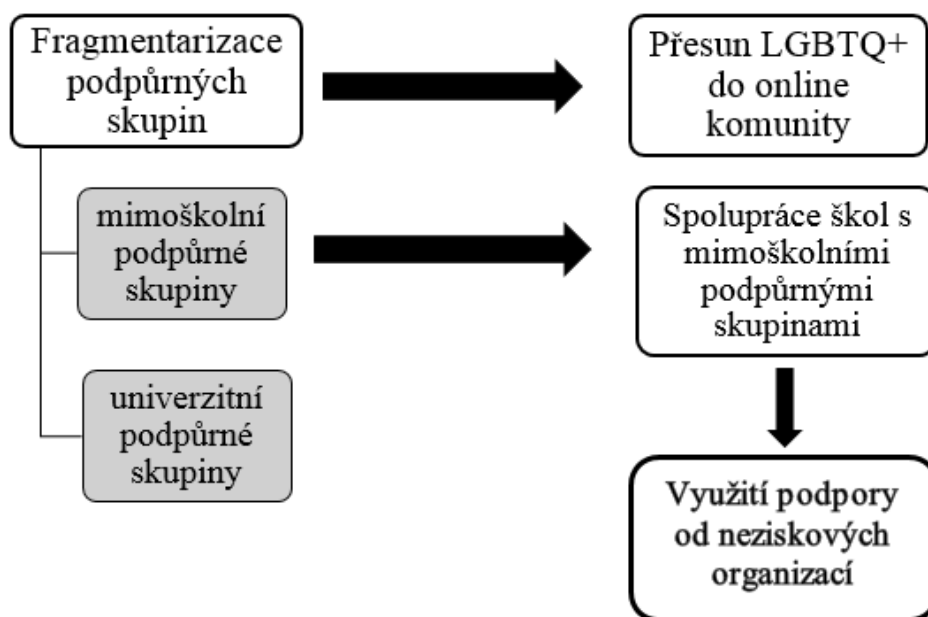 Fragmentarizace
podpůrných
skupin
Přesun LGBTQ+
do online
komunity
mimoškolní
podpůrné
skupiny
Spolupráce škol s
mimoškolními
podpůrnými
skupinami
univerzitní
podpůrné
skupiny
Využití podpory
od neziskových
organizací